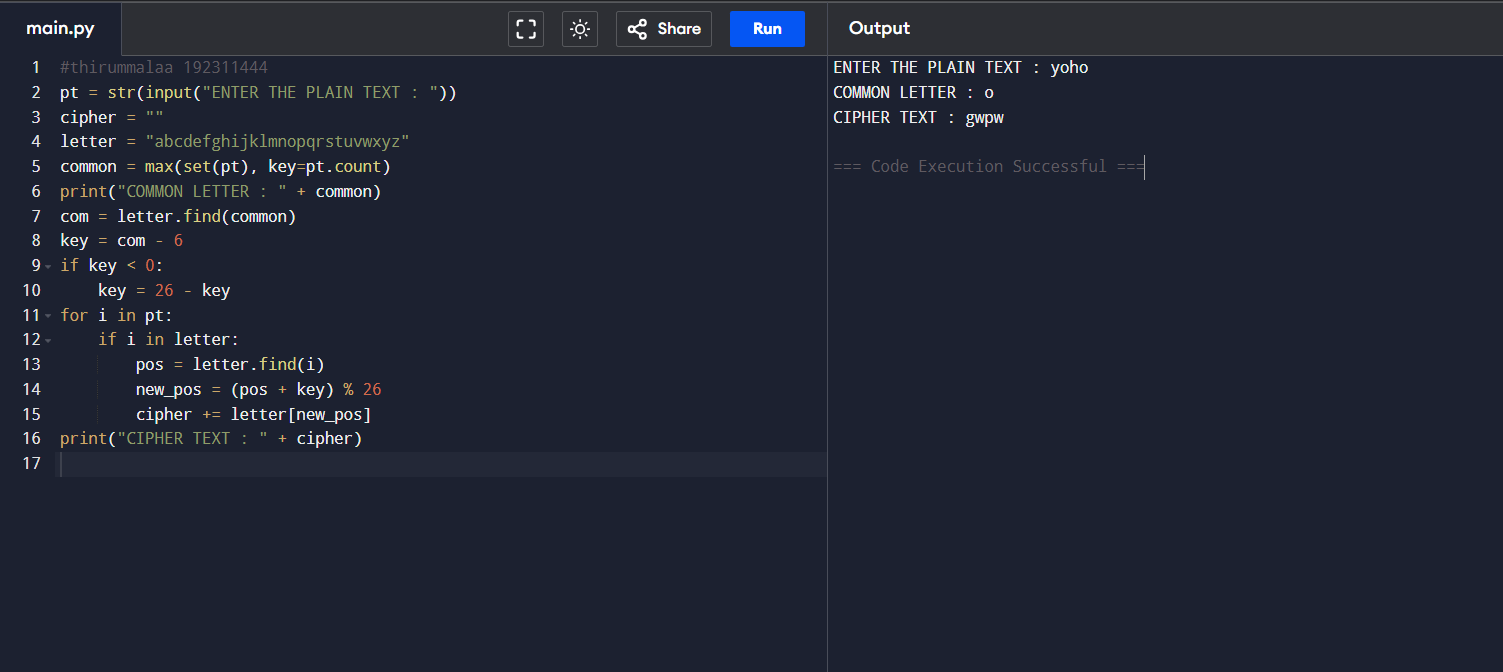 main.py
Share
Run
Output
1 #thirummalaa 192311444
2 pt = str(input("ENTER THE PLAIN TEXT : "))
3 cipher = ""
4 letter = "abcdefghijklmnopqrstuvwxyz"
5 common = max(set(pt), key=pt.count)
6 print("COMMON LETTER : " + common)
7 com = letter.find(common)
8 key = com - 6
9 if key < 0:
10     key = 26 - key
11 for i in pt:
12     if i in letter:
13         pos = letter.find(i)
14         new_pos = (pos + key) % 26
15         cipher += letter[new_pos]
16 print("CIPHER TEXT : " + cipher)
17
ENTER THE PLAIN TEXT : yoho
COMMON LETTER : o
CIPHER TEXT : gwpw
=== Code Execution Successful ===